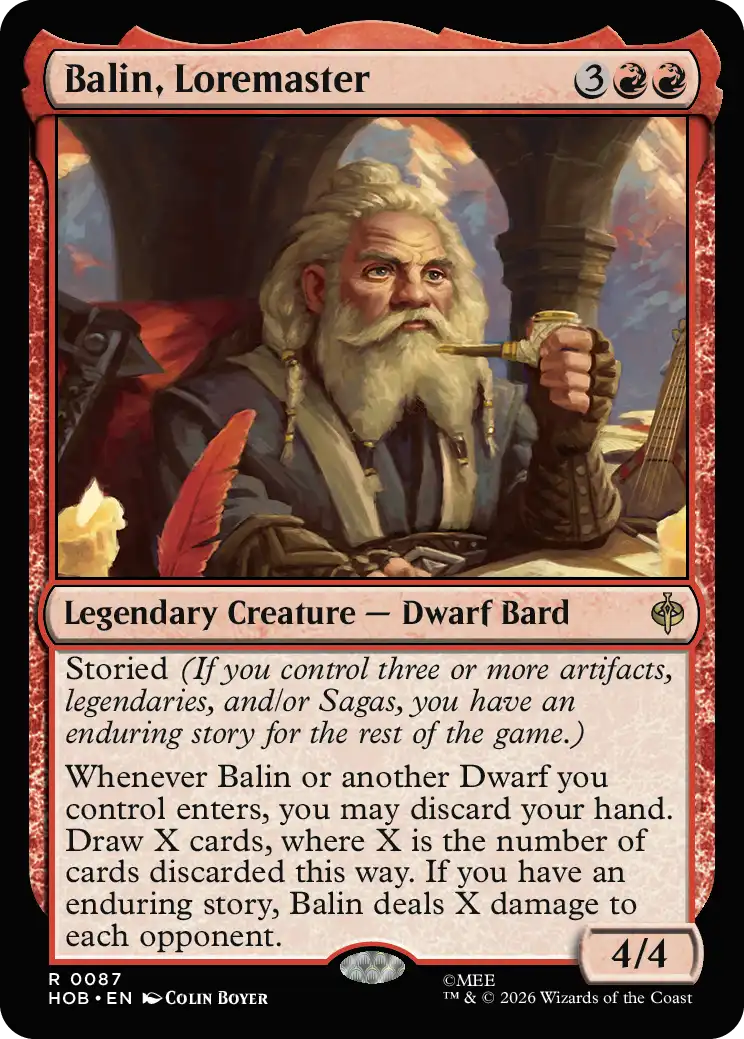 Balin, Loremaster
3
Legendary Creature — Dwarf Bard
Storied (If you control three or more artifacts,
legendaries, and/or Sagas, you have an
enduring story for the rest of the game.)
Whenever Balin or another Dwarf you
control enters, you may discard your hand.
Draw X cards, where X is the number of
cards discarded this way. If you have an
enduring story, Balin deals X damage to
each opponent.
4/4
R 0087
HOB • EN Colin Boyer
©MEE
™ & © 2026 Wizards of the Coast